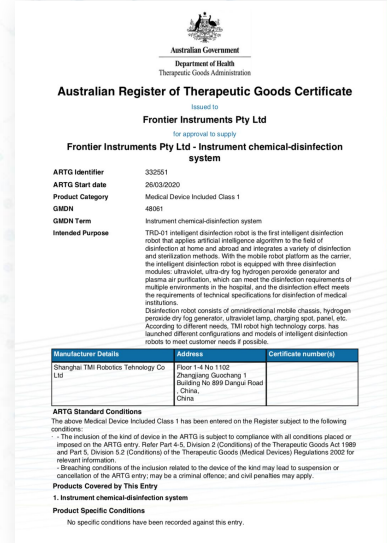 Australian Government
Department of Health
Therapeutic Goods Administration
Australian Register of Therapeutic Goods Certificate
Issued to
Frontier Instruments Pty Ltd
for approval to supply
Frontier Instruments Pty Ltd - Instrument chemical-disinfection
system
ARTG Identifier 332551
ARTG Start date 26/03/2020
Product Category Medical Device Included Class 1
GMDN 48061
GMDN Term Instrument chemical-disinfection system
Intended Purpose TRD-01 intelligent disinfection robot is the first intelligent disinfection
robot that applies artificial intelligence algorithm to the field of
disinfection at home and abroad and integrates a variety of disinfection
and sterilization methods. With the mobile robot platform as the carrier,
the intelligent disinfection robot is equipped with three disinfection
modules: ultraviolet, ultra-dry fog hydrogen peroxide generator and
plasma air purification, which can meet the disinfection requirements of
multiple environments in the hospital, and the disinfection effect meets
the requirements of technical specifications for disinfection of medical
institutions.
Disinfection robot consists of omnidirectional mobile chassis, hydrogen
peroxide dry fog generator, ultraviolet lamp, charging spot, panel, etc.
According to different needs, TMI robot high technology corps. has
launched different configurations and models of intelligent disinfection
robots to meet customer needs if possible.
Manufacturer Details Address Certificate number(s)
Shanghai TMI Robotics Tehnology Co
Ltd
Floor 1-4 No 1102
Zhangjiang Guochang 1
Building No 899 Dangui Road
, China,
China
ARTG Standard Conditions
The above Medical Device Included Class 1 has been entered on the Register subject to the following
conditions:
- The inclusion of the kind of device in the ARTG is subject to compliance with all conditions placed or
imposed on the ARTG entry. Refer Part 4-5, Division 2 (Conditions) of the Therapeutic Goods Act 1989
and Part 5, Division 5.2 (Conditions) of the Therapeutic Goods (Medical Devices) Regulations 2002 for
relevant information.
- Breaching conditions of the inclusion related to the device of the kind may lead to suspension or
cancellation of the ARTG entry; may be a criminal offence; and civil penalties may apply.
Products Covered by This Entry
1. Instrument chemical-disinfection system
Product Specific Conditions
No specific conditions have been recorded against this entry.